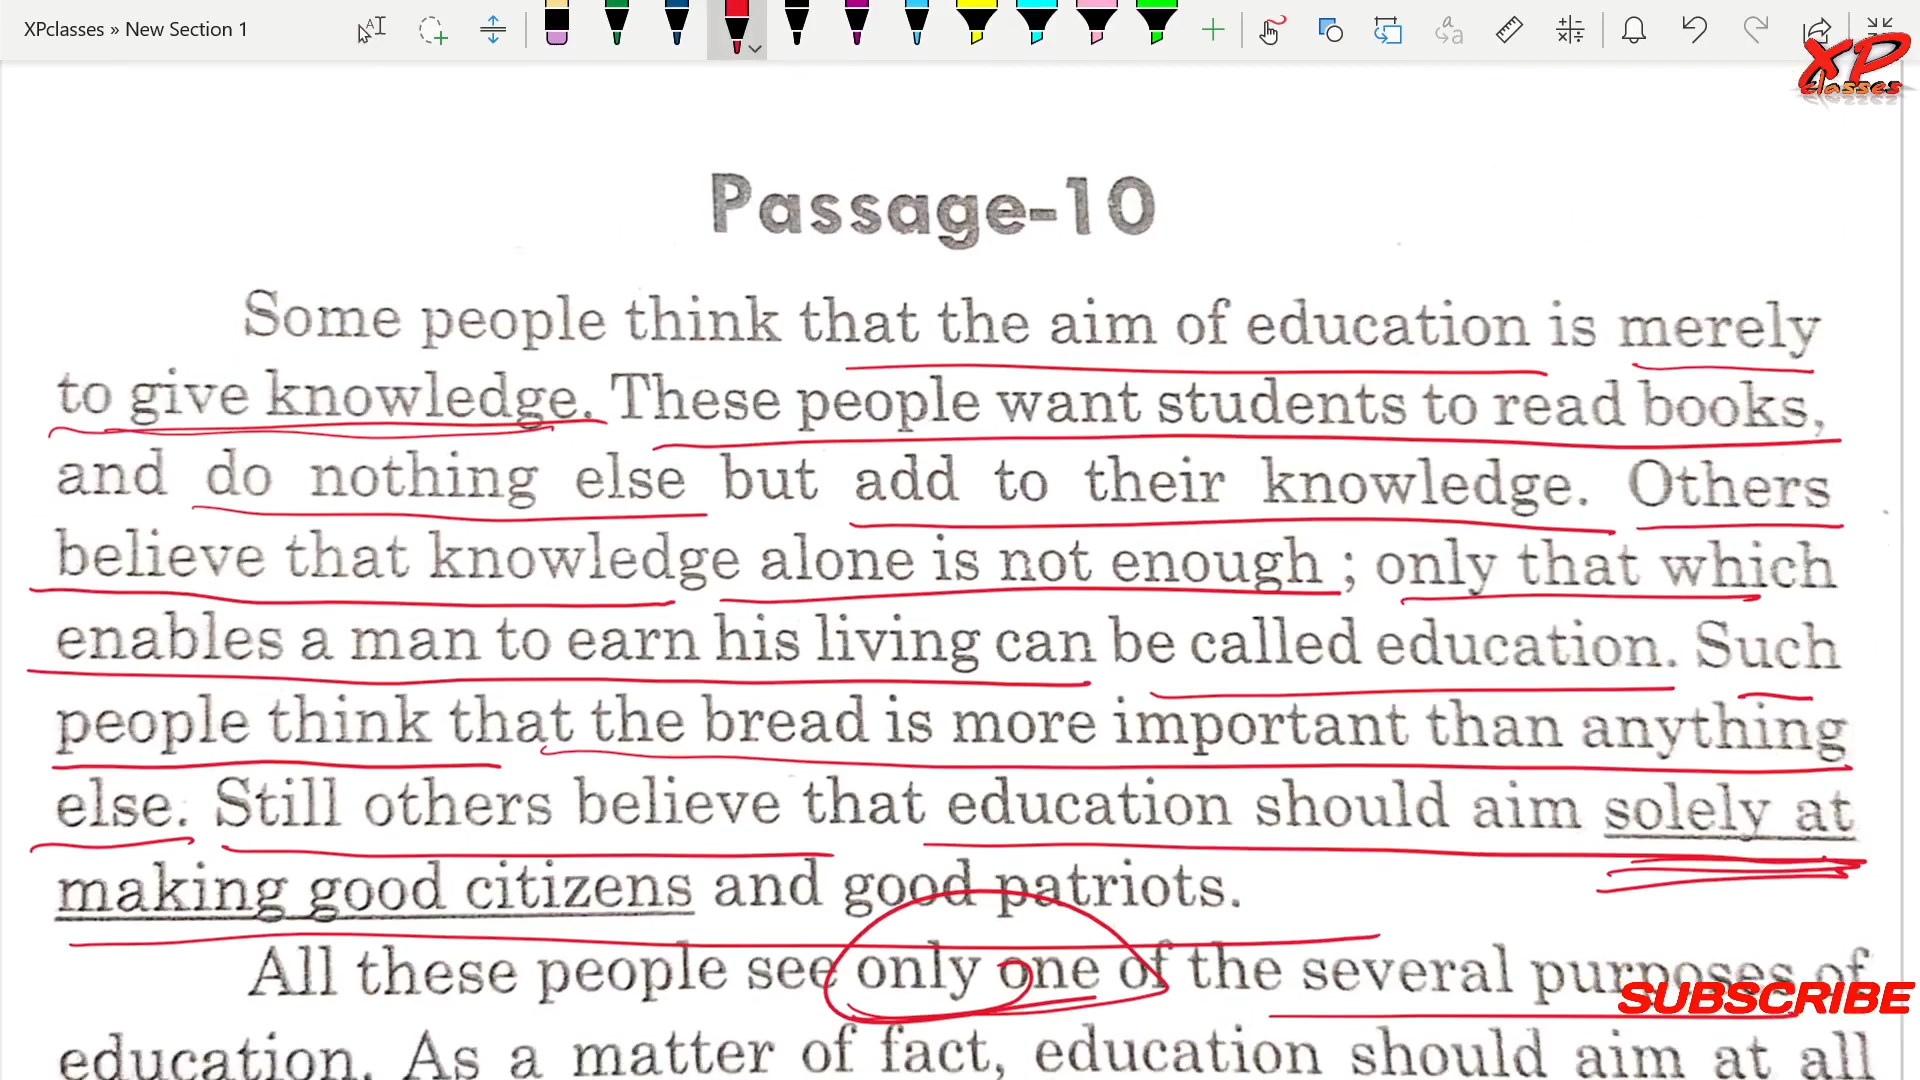 XPclasses » New Section 1
XP
classes
Passage-10
Some people think that the aim of education is merely
to give knowledge. These people want students to read books,
and do nothing else but add to their knowledge. Others
believe that knowledge alone is not enough ; only that which
enables a man to earn his living can be called education. Such
people think that the bread is more important than anything
else. Still others believe that education should aim solely at
making good citizens and good patriots.
All these people see only one of the several purposes of
SUBSCRIBE
education. As a matter of fact, education should aim at all